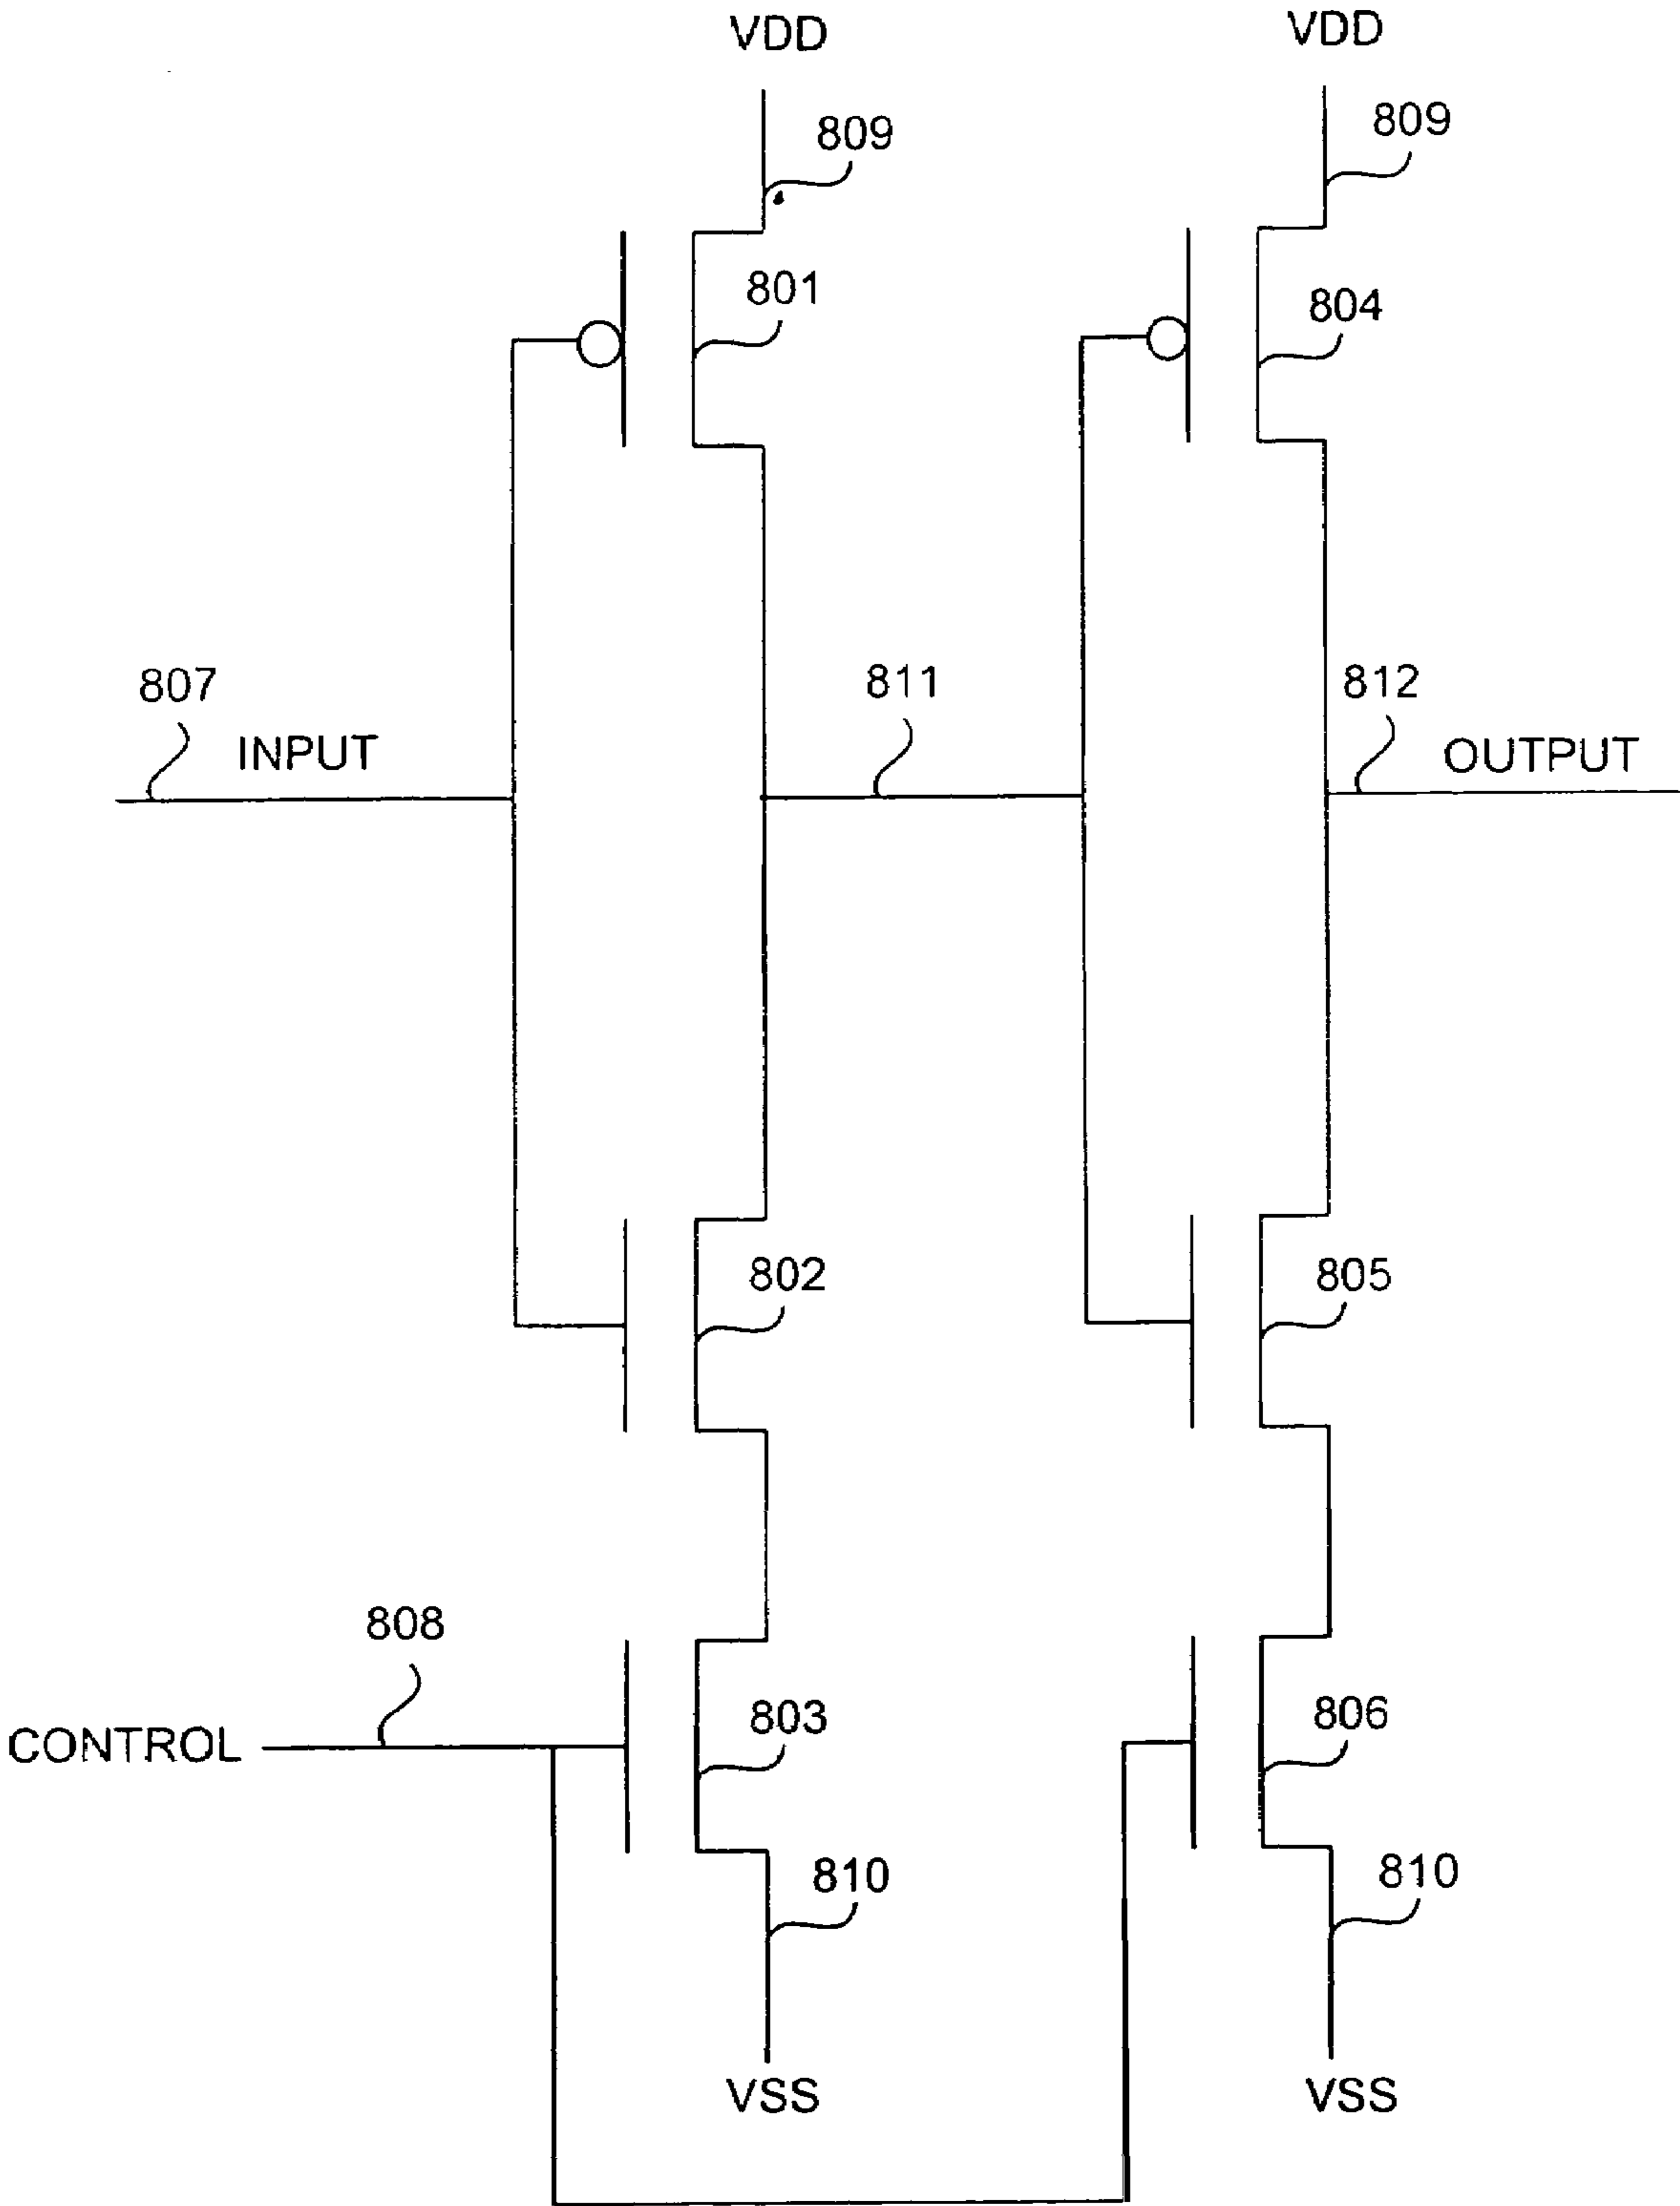 VDD VDD
809 809
801 804
807 811 812
INPUT OUTPUT
802 805
808
CONTROL 803 806
810 810
VSS VSS